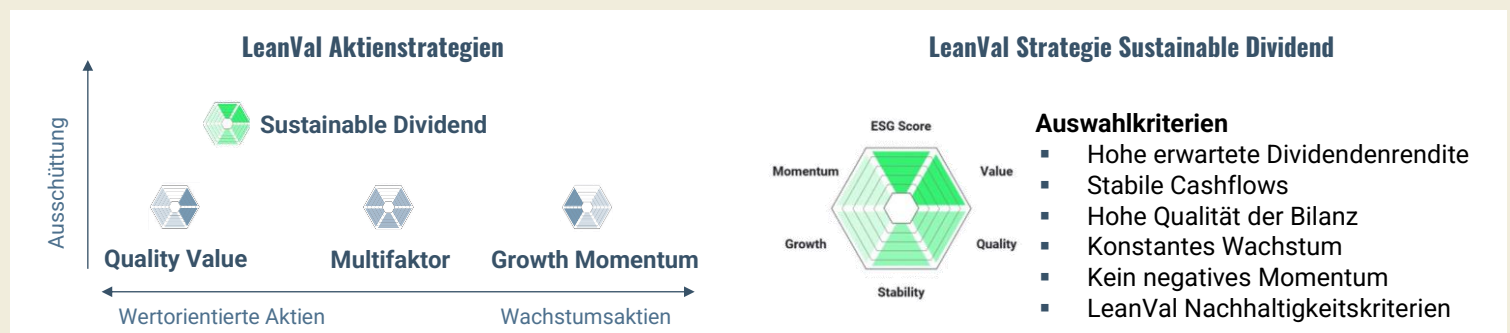 LeanVal Aktienstrategien
Ausschüttung
Sustainable Dividend
Quality Value
Multifaktor
Growth Momentum
Wertorientierte Aktien
Wachstumsaktien
LeanVal Strategie Sustainable Dividend
ESG Score
Momentum
Value
Growth
Quality
Stability
Auswahlkriterien
▪ Hohe erwartete Dividendenrendite
▪ Stabile Cashflows
▪ Hohe Qualität der Bilanz
▪ Konstantes Wachstum
▪ Kein negatives Momentum
▪ LeanVal Nachhaltigkeitskriterien